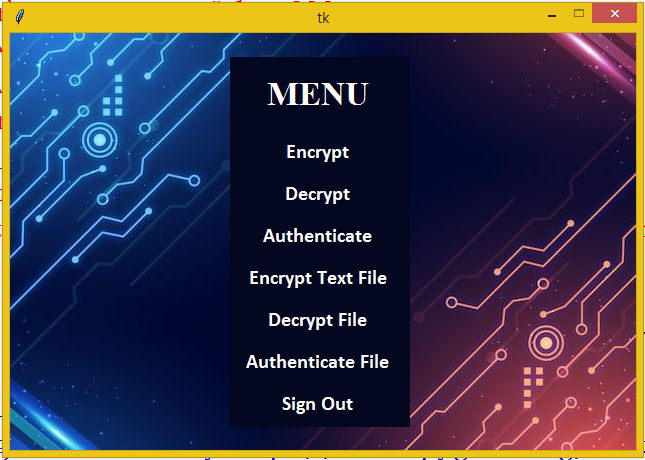 tk
MENU
Encrypt
Decrypt
Authenticate
Encrypt Text File
Decrypt File
Authenticate File
Sign Out